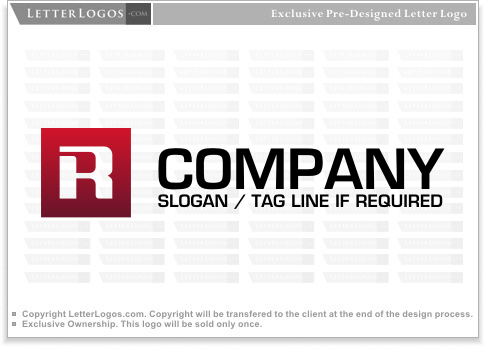 LETTERLOGOS.COM
Exclusive Pre-Designed Letter Logo
R
COMPANY
SLOGAN / TAG LINE IF REQUIRED
Copyright LetterLogos.com. Copyright will be transfered to the client at the end of the design process.
Exclusive Ownership. This logo will be sold only once.